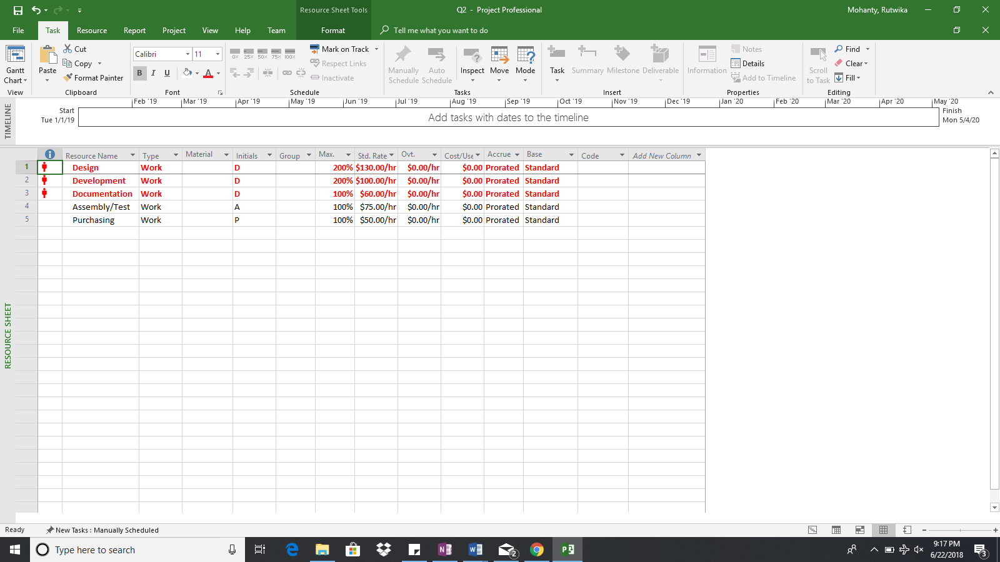 Resource Sheet Tools
Q2 - Project Professional
Mohanty, Rutwika
File Task Resource Report Project View Help Team Format Tell me what you want to do
Gantt Chart
View
Paste
Cut
Copy
Format Painter
Clipboard
Calibri 11
B I U A
Font
0% 25% 50% 75% 100%
Mark on Track
Respect Links
Inactivate
Schedule
Manually Schedule
Auto Schedule
Inspect
Move
Mode
Tasks
Task
Summary
Milestone
Deliverable
Insert
Information
Notes
Details
Add to Timeline
Properties
Scroll to Task
Find
Clear
Fill
Editing
TIMELINE
Feb '19 Mar '19 Apr '19 May '19 Jun '19 Jul '19 Aug '19 Sep '19 Oct '19 Nov '19 Dec '19 Jan '20 Feb '20 Mar '20 Apr '20 May '20
Start
Tue 1/1/19
Add tasks with dates to the timeline
Finish
Mon 5/4/20
RESOURCE SHEET
i Resource Name Type Material Initials Group Max. Std. Rate Ovt. Cost/Use Accrue Base Code Add New Column
1 Design Work D 200% $130.00/hr $0.00/hr $0.00 Prorated Standard
2 Development Work D 200% $100.00/hr $0.00/hr $0.00 Prorated Standard
3 Documentation Work D 100% $60.00/hr $0.00/hr $0.00 Prorated Standard
4 Assembly/Test Work A 100% $75.00/hr $0.00/hr $0.00 Prorated Standard
5 Purchasing Work P 100% $50.00/hr $0.00/hr $0.00 Prorated Standard
Ready New Tasks : Manually Scheduled
Type here to search
2
9:17 PM
6/22/2018
3